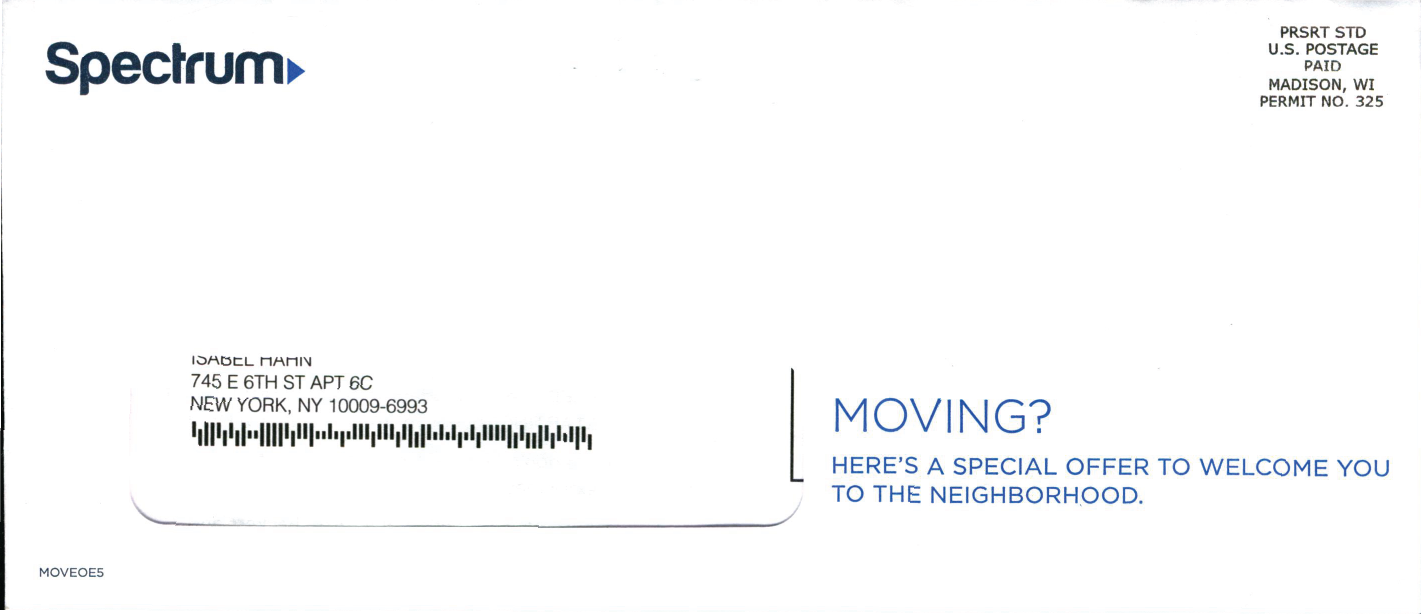 Spectrum
PRSRT STD
U.S. POSTAGE
PAID
MADISON, WI
PERMIT NO. 325
ISABEL HAHN
745 E 6TH ST APT 6C
NEW YORK, NY 10009-6993
MOVING?
HERE'S A SPECIAL OFFER TO WELCOME YOU
TO THE NEIGHBORHOOD.
MOVEOE5